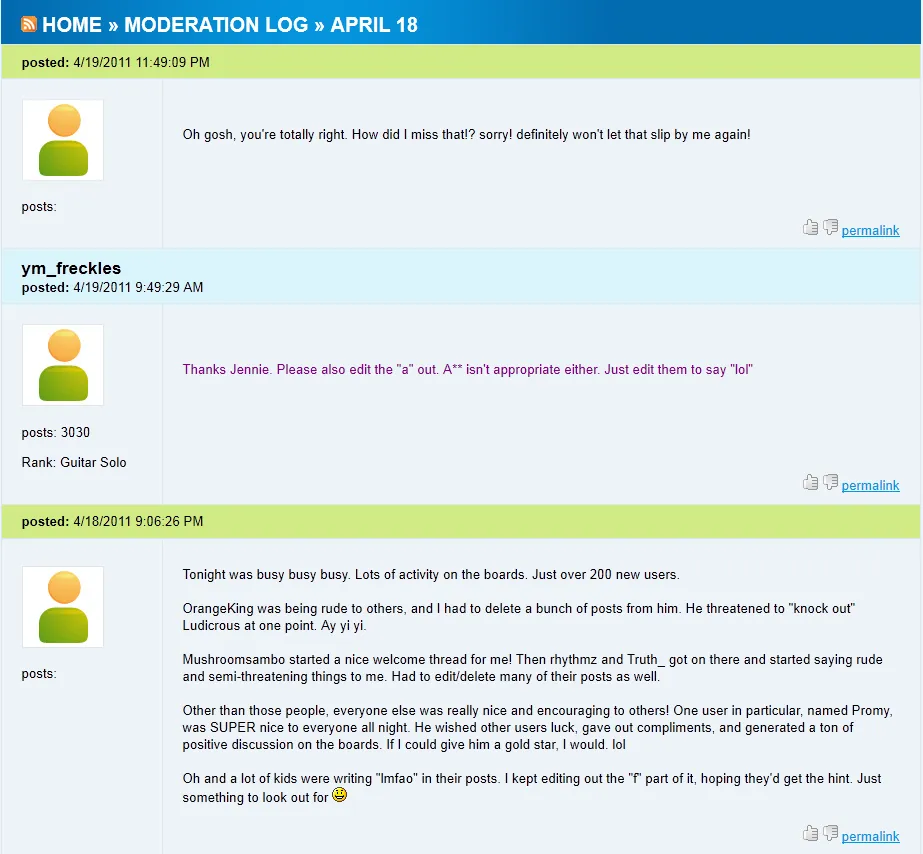 HOME » MODERATION LOG » APRIL 18
posted: 4/19/2011 11:49:09 PM
Oh gosh, you're totally right. How did I miss that!? sorry! definitely won't let that slip by me again!
posts:
permalink
ym_freckles
posted: 4/19/2011 9:49:29 AM
Thanks Jennie. Please also edit the "a" out. A** isn't appropriate either. Just edit them to say "lol"
posts: 3030
Rank: Guitar Solo
permalink
posted: 4/18/2011 9:06:26 PM
Tonight was busy busy busy. Lots of activity on the boards. Just over 200 new users.
OrangeKing was being rude to others, and I had to delete a bunch of posts from him. He threatened to "knock out"
Ludicrous at one point. Ay yi yi.
Mushroomsambo started a nice welcome thread for me! Then rhythmz and Truth_ got on there and started saying rude
and semi-threatening things to me. Had to edit/delete many of their posts as well.
posts:
Other than those people, everyone else was really nice and encouraging to others! One user in particular, named Promy,
was SUPER nice to everyone all night. He wished other users luck, gave out compliments, and generated a ton of
positive discussion on the boards. If I could give him a gold star, I would. lol
Oh and a lot of kids were writing "lmfao" in their posts. I kept editing out the "f" part of it, hoping they'd get the hint. Just
something to look out for
permalink